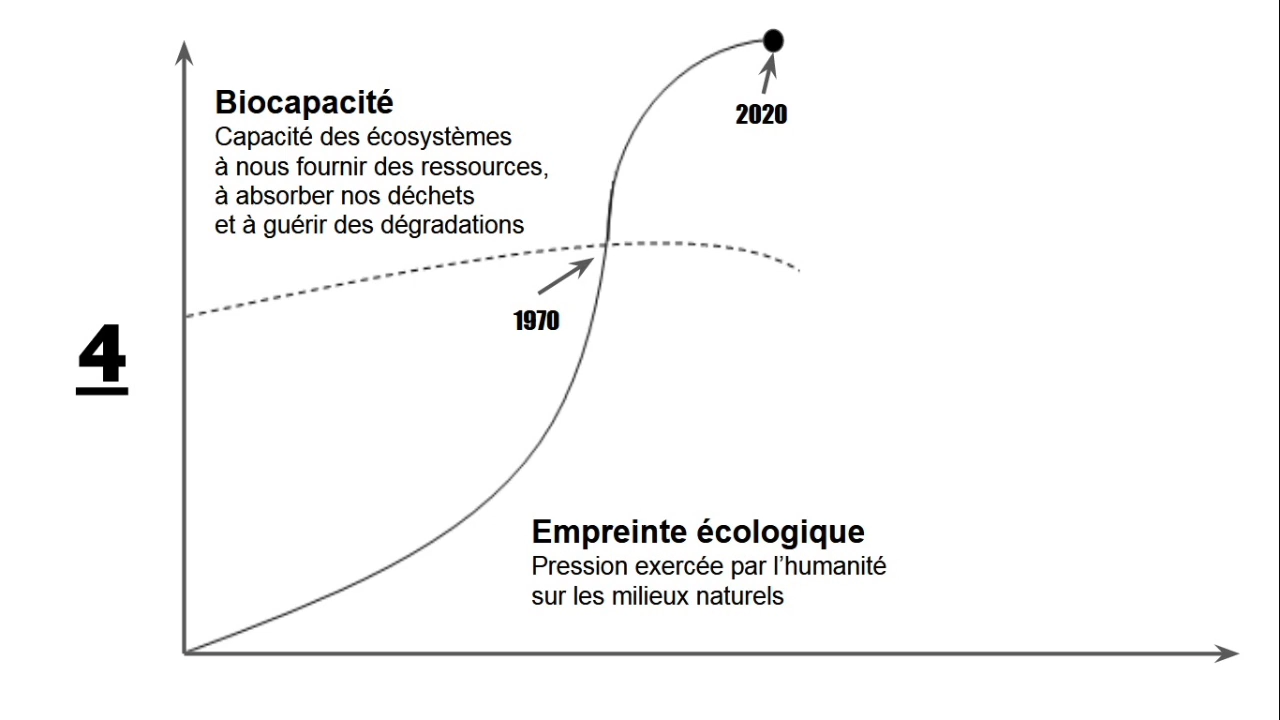 Biocapacité
Capacité des écosystèmes
à nous fournir des ressources,
à absorber nos déchets
et à guérir des dégradations
2020
1970
4
Empreinte écologique
Pression exercée par l’humanité
sur les milieux naturels